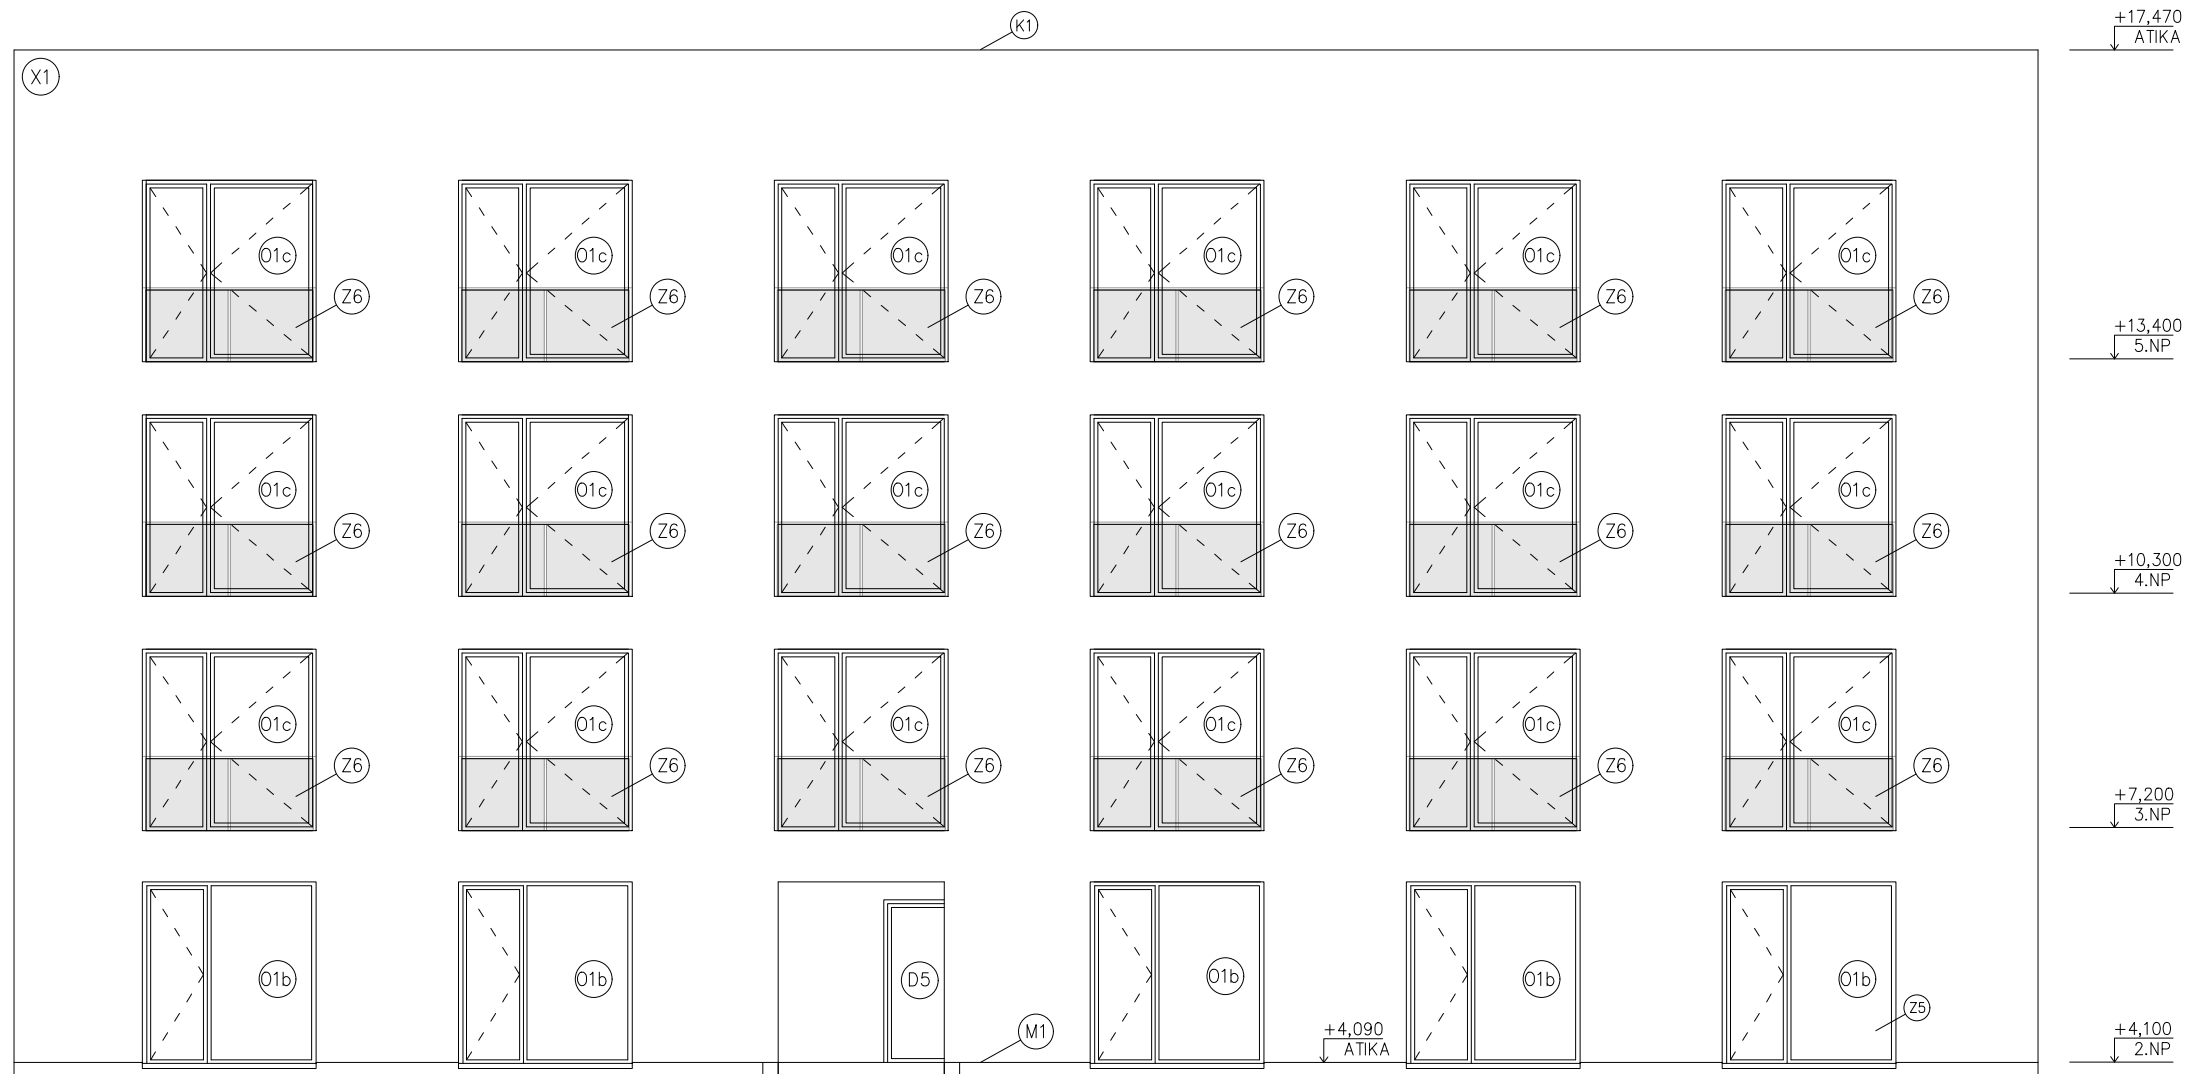 K1
+17,470
ATIKA
X1
O1c O1c O1c O1c O1c O1c
Z6 Z6 Z6 Z6 Z6 Z6
+13,400
5.NP
O1c O1c O1c O1c O1c O1c
Z6 Z6 Z6 Z6 Z6 Z6
+10,300
4.NP
O1c O1c O1c O1c O1c O1c
Z6 Z6 Z6 Z6 Z6 Z6
+7,200
3.NP
O1b O1b D5 O1b O1b O1b
Z5
M1
+4,090
ATIKA
+4,100
2.NP